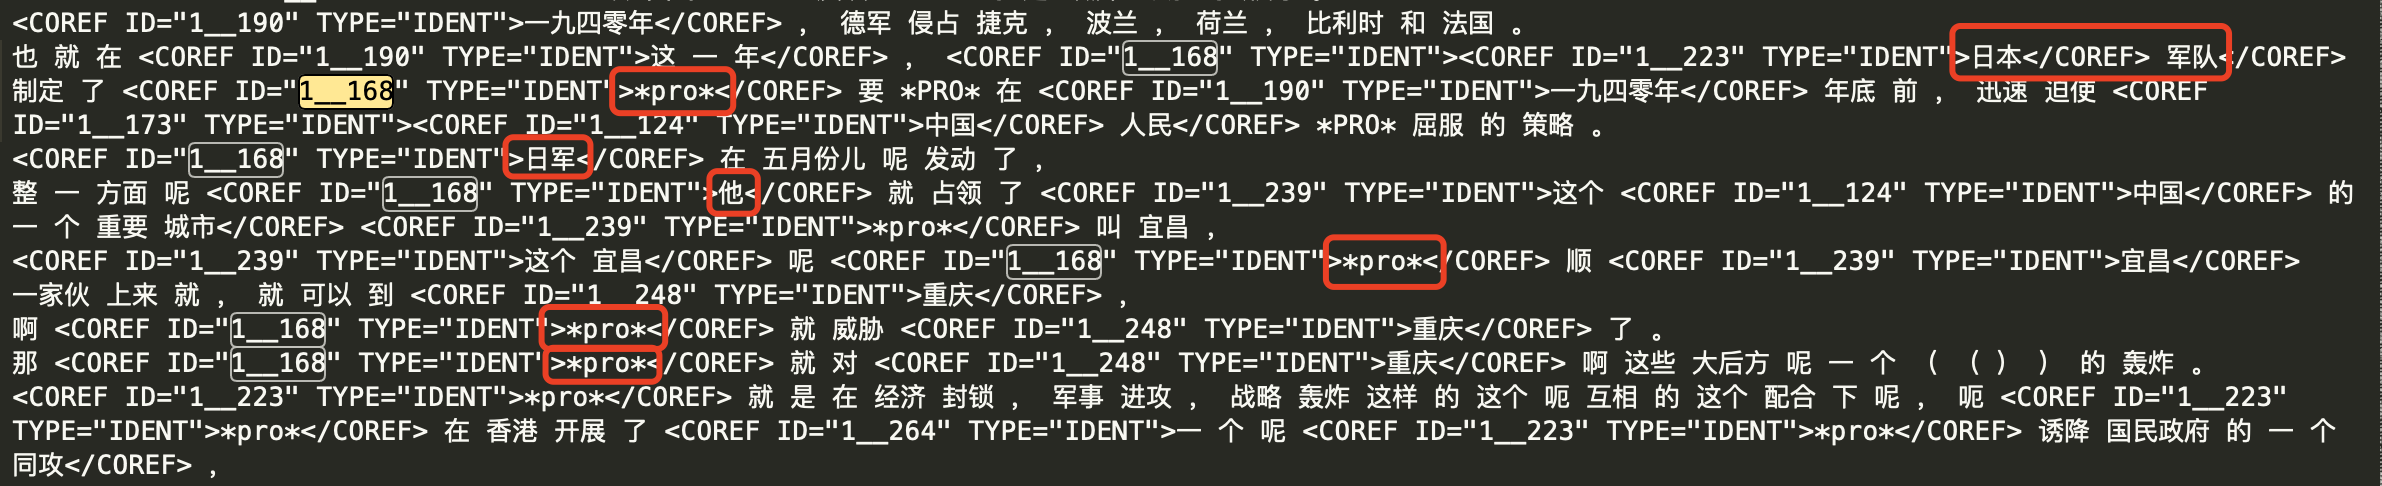 <COREF ID="1__190" TYPE="IDENT">一九四零年</COREF> ， 德军 侵占 捷克 ， 波兰 ， 荷兰 ， 比利时 和 法国 。
也 就 在 <COREF ID="1__190" TYPE="IDENT">这 一 年</COREF> ， <COREF ID="1__168" TYPE="IDENT"><COREF ID="1__223" TYPE="IDENT">日本</COREF> 军队</COREF>
制定 了 <COREF ID="1__168" TYPE="IDENT">*pro*</COREF> 要 *PRO* 在 <COREF ID="1__190" TYPE="IDENT">一九四零年</COREF> 年底 前 ， 迅速 迫使 <COREF
ID="1__173" TYPE="IDENT"><COREF ID="1__124" TYPE="IDENT">中国</COREF> 人民</COREF> *PRO* 屈服 的 策略 。
<COREF ID="1__168" TYPE="IDENT">日军</COREF> 在 五月份儿 呢 发动 了 ，
整 一 方面 呢 <COREF ID="1__168" TYPE="IDENT">他</COREF> 就 占领 了 <COREF ID="1__239" TYPE="IDENT">这个 <COREF ID="1__124" TYPE="IDENT">中国</COREF> 的
一 个 重要 城市</COREF> <COREF ID="1__239" TYPE="IDENT">*pro*</COREF> 叫 宜昌 ，
<COREF ID="1__239" TYPE="IDENT">这个 宜昌</COREF> 呢 <COREF ID="1__168" TYPE="IDENT">*pro*</COREF> 顺 <COREF ID="1__239" TYPE="IDENT">宜昌</COREF>
一家伙 上来 就 ， 就 可以 到 <COREF ID="1__248" TYPE="IDENT">重庆</COREF> ，
啊 <COREF ID="1__168" TYPE="IDENT">*pro*</COREF> 就 威胁 <COREF ID="1__248" TYPE="IDENT">重庆</COREF> 了 。
那 <COREF ID="1__168" TYPE="IDENT">*pro*</COREF> 就 对 <COREF ID="1__248" TYPE="IDENT">重庆</COREF> 啊 这些 大后方 呢 一 个 （ （ ） ） 的 轰炸 。
<COREF ID="1__223" TYPE="IDENT">*pro*</COREF> 就 是 在 经济 封锁 ， 军事 进攻 ， 战略 轰炸 这样 的 这个 呃 互相 的 这个 配合 下 呢 ， 呃 <COREF ID="1__223"
TYPE="IDENT">*pro*</COREF> 在 香港 开展 了 <COREF ID="1__264" TYPE="IDENT">一 个 呢 <COREF ID="1__223" TYPE="IDENT">*pro*</COREF> 诱降 国民政府 的 一 个
同攻</COREF> ，